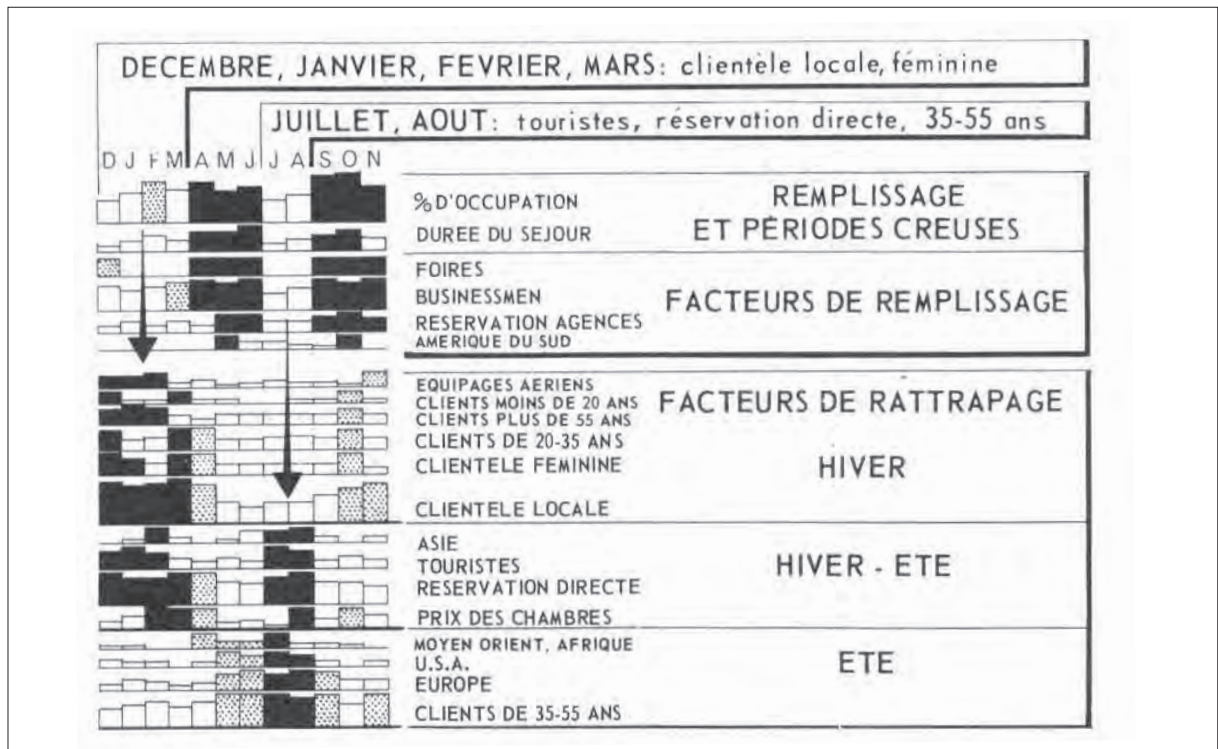 DECEMBRE, JANVIER, FEVRIER, MARS: clientèle locale, féminine
JUILLET, AOUT: touristes, réservation directe, 35-55 ans
D J F M A M J J A S O N
% D'OCCUPATION
DUREE DU SEJOUR
REMPLISSAGE
ET PÉRIODES CREUSES
FOIRES
BUSINESSMEN
RESERVATION AGENCES
AMERIQUE DU SUD
FACTEURS DE REMPLISSAGE
EQUIPAGES AERIENS
CLIENTS MOINS DE 20 ANS
CLIENTS PLUS DE 55 ANS
CLIENTS DE 20-35 ANS
CLIENTELE FEMININE
CLIENTELE LOCALE
FACTEURS DE RATTRAPAGE
HIVER
ASIE
TOURISTES
RESERVATION DIRECTE
PRIX DES CHAMBRES
HIVER - ETE
MOYEN ORIENT, AFRIQUE
U.S.A.
EUROPE
CLIENTS DE 35-55 ANS
ETE